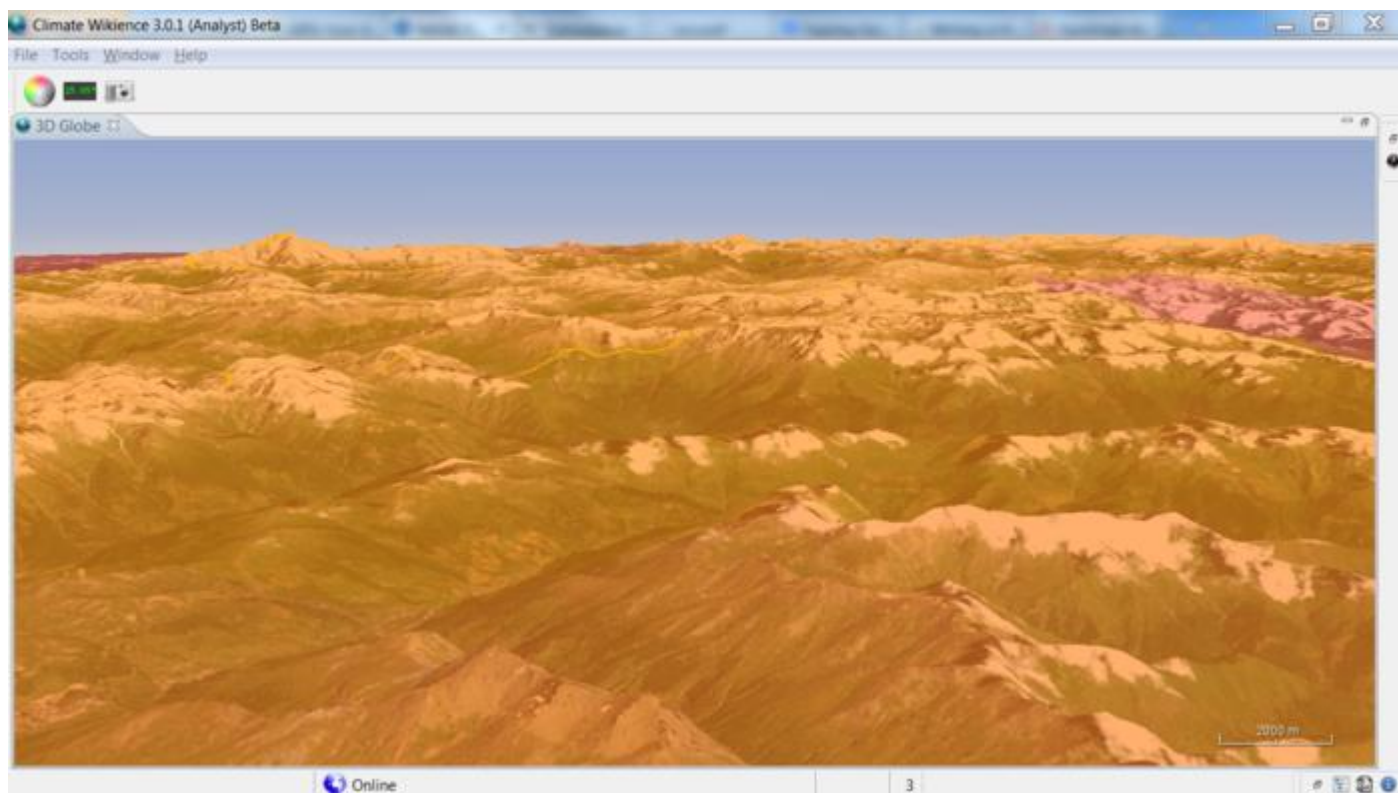 Climate Wikience 3.0.1 (Analyst) Beta
File Tools Window Help
3D Globe
2000 m
Online
3